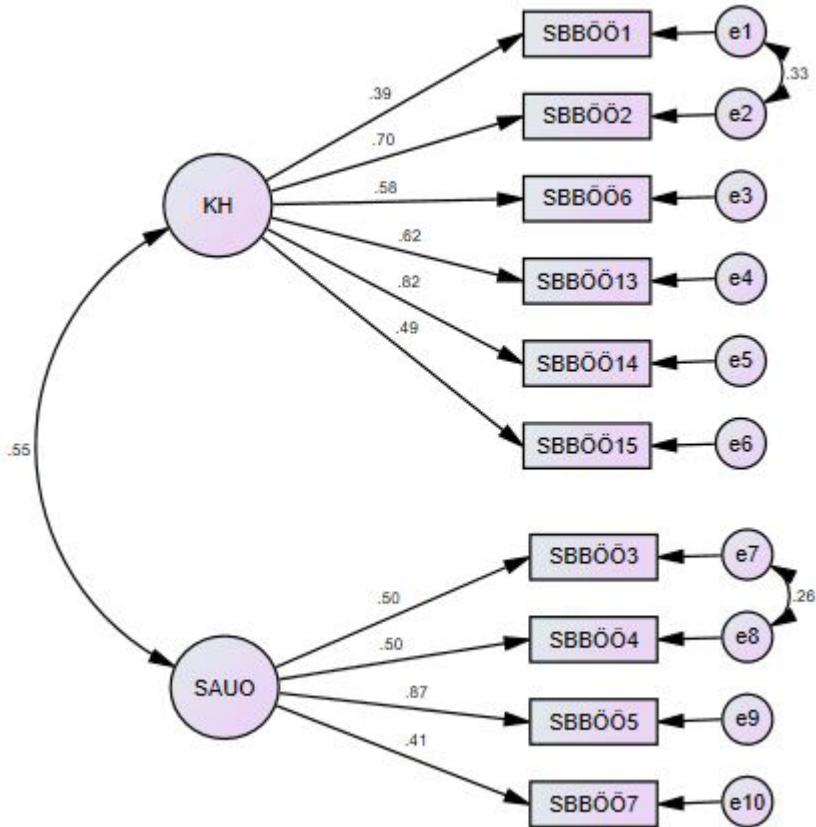 SBBÖÖ1
e1
.33
.39
SBBÖÖ2
e2
.70
KH
.58
SBBÖÖ6
e3
.62
SBBÖÖ13
e4
.82
.49
SBBÖÖ14
e5
SBBÖÖ15
e6
.55
SBBÖÖ3
e7
.26
.50
SBBÖÖ4
e8
.50
SAUO
.87
SBBÖÖ5
e9
.41
SBBÖÖ7
e10